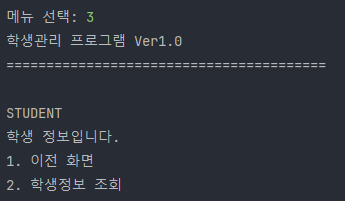 메뉴 선택: 3
학생관리 프로그램 Ver1.0
========================================
STUDENT
학생 정보입니다.
1. 이전 화면
2. 학생정보 조회